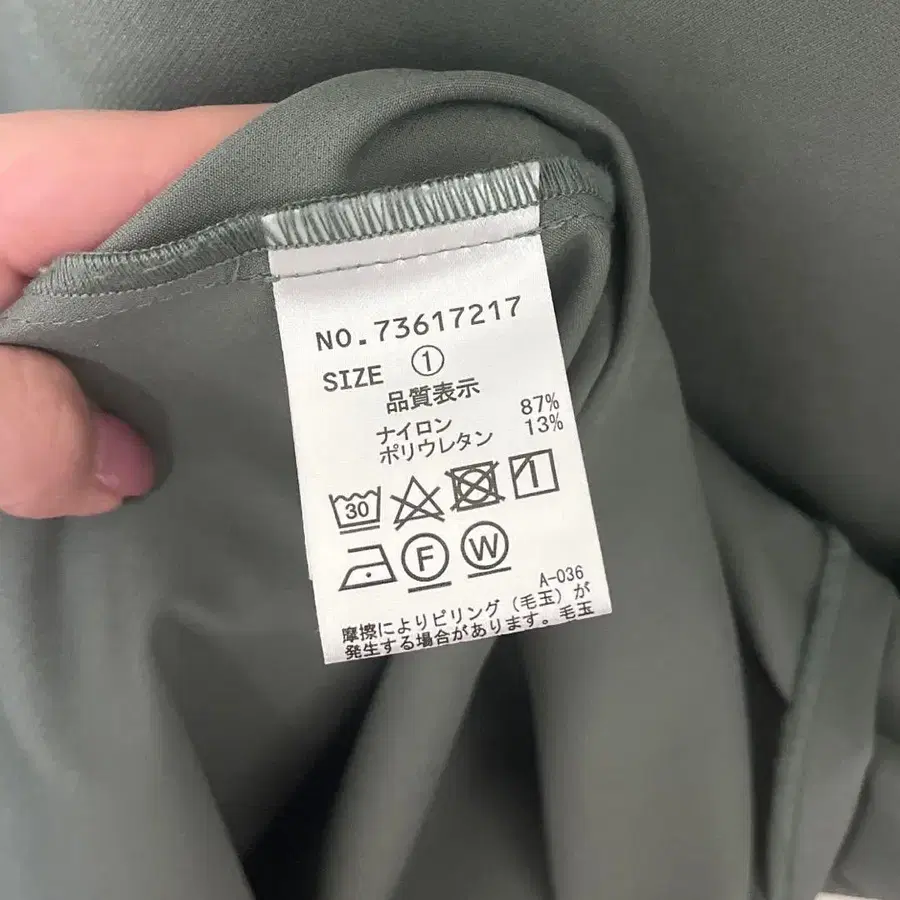 NO.73617217
SIZE ①
品質表示
ナイロン 87%
ポリウレタン 13%
30
F W
A-036
摩擦によりピリング(毛玉)が
発生する場合があります。毛玉